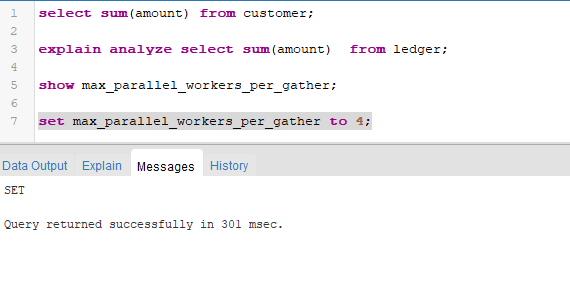 1 select sum(amount) from customer;
2
3 explain analyze select sum(amount)  from ledger;
4
5 show max_parallel_workers_per_gather;
6
7 set max_parallel_workers_per_gather to 4;
Data Output Explain Messages History
SET
Query returned successfully in 301 msec.